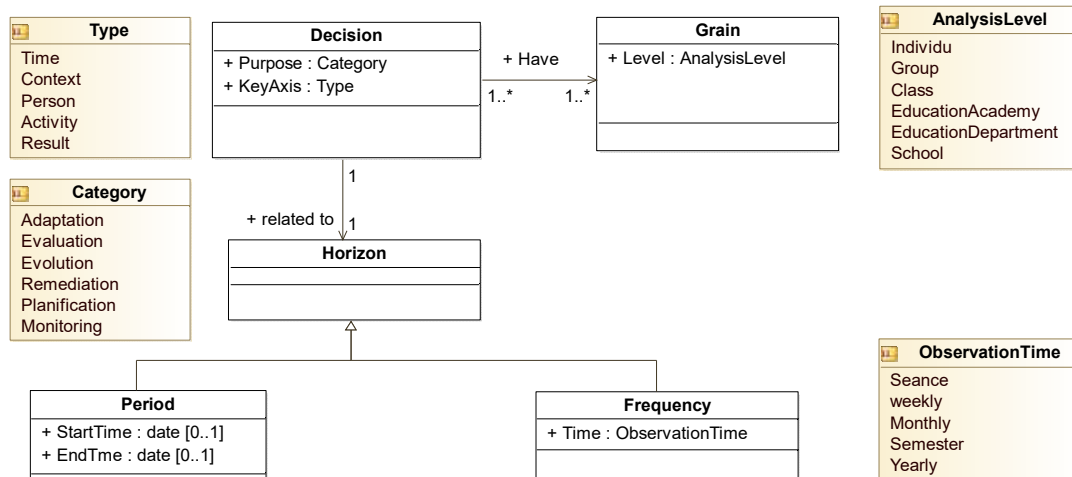 Type
Time
Context
Person
Activity
Result
Decision
+ Purpose : Category
+ KeyAxis : Type
+ Have
1..*
1..*
Grain
+ Level : AnalysisLevel
AnalysisLevel
Individu
Group
Class
EducationAcademy
EducationDepartment
School
Category
Adaptation
Evaluation
Evolution
Remediation
Planification
Monitoring
1
+ related to
1
Horizon
Period
+ StartTime : date [0..1]
+ EndTme : date [0..1]
Frequency
+ Time : ObservationTime
ObservationTime
Seance
weekly
Monthly
Semester
Yearly